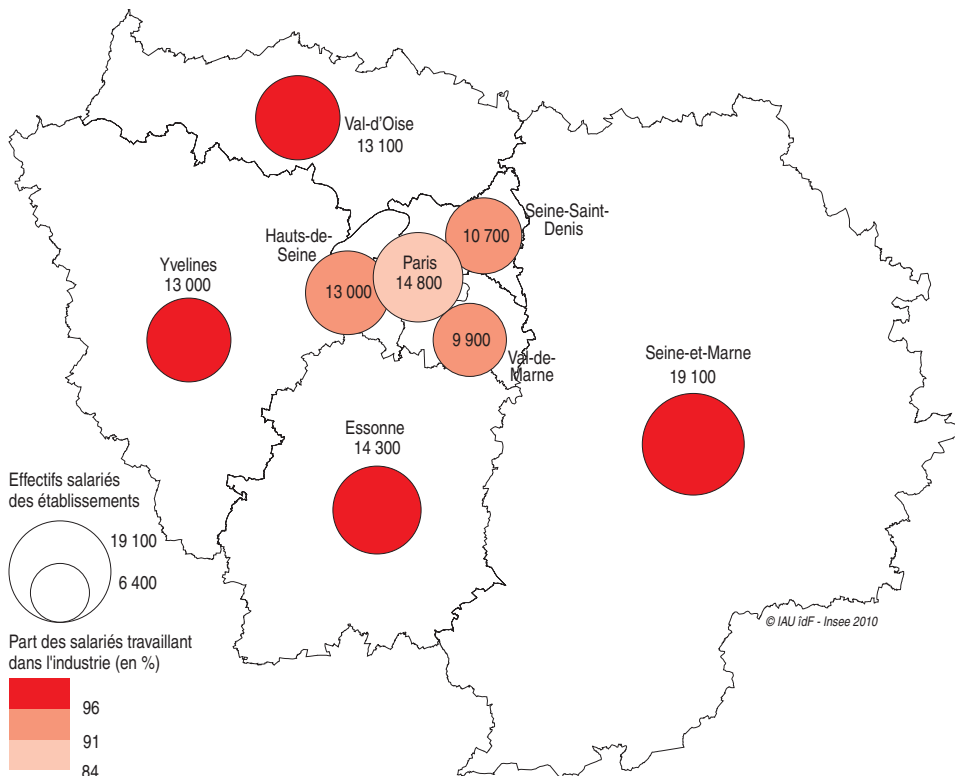 Val-d'Oise
13 100
Seine-Saint-
Denis
10 700
Hauts-de-
Seine
13 000
Paris
14 800
Yvelines
13 000
9 900
Val-de-
Marne
Seine-et-Marne
19 100
Essonne
14 300
Effectifs salariés
des établissements
19 100
6 400
Part des salariés travaillant
dans l'industrie (en %)
96
91
84
© IAU îdF - Insee 2010